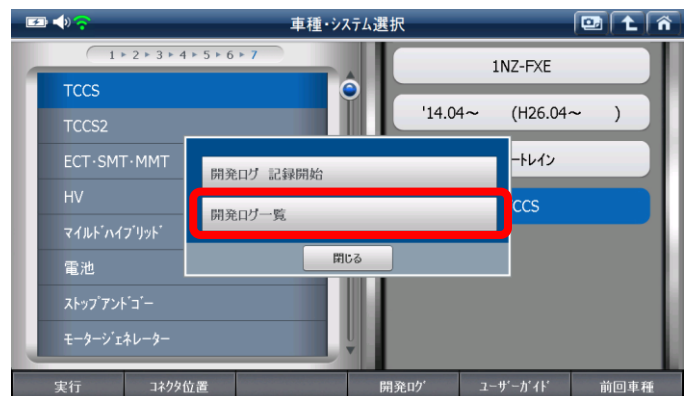 車種・システム選択
1 ▸ 2 ▸ 3 ▸ 4 ▸ 5 ▸ 6 ▸ 7
TCCS
TCCS2
ECT･SMT･MMT
HV
ﾏｲﾙﾄﾞﾊｲﾌﾞﾘｯﾄﾞ
電池
ｽﾄｯﾌﾟｱﾝﾄﾞｺﾞｰ
ﾓｰﾀｰｼﾞｪﾈﾚｰﾀｰ
1NZ-FXE
'14.04～ (H26.04～ )
ートレイン
CCS
開発ログ 記録開始
開発ログ一覧
閉じる
実行 ｺﾈｸﾀ位置 開発ﾛｸﾞ ﾕｰｻﾞｰｶﾞｲﾄﾞ 前回車種